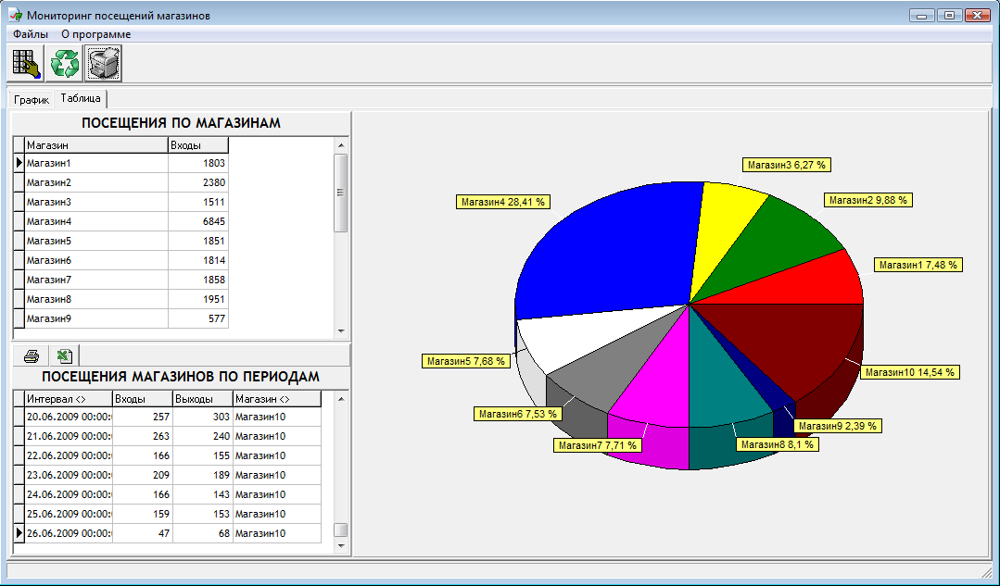 Мониторинг посещений магазинов
Файлы О программе
График Таблица
ПОСЕЩЕНИЯ ПО МАГАЗИНАМ
Магазин Входы
Магазин1 1803
Магазин2 2380
Магазин3 1511
Магазин4 6845
Магазин5 1851
Магазин6 1814
Магазин7 1858
Магазин8 1951
Магазин9 577
ПОСЕЩЕНИЯ МАГАЗИНОВ ПО ПЕРИОДАМ
Интервал <> Входы Выходы Магазин <>
20.06.2009 00:00: 257 303 Магазин10
21.06.2009 00:00: 263 240 Магазин10
22.06.2009 00:00: 166 155 Магазин10
23.06.2009 00:00: 209 189 Магазин10
24.06.2009 00:00: 166 143 Магазин10
25.06.2009 00:00: 159 153 Магазин10
26.06.2009 00:00: 47 68 Магазин10
Магазин3 6,27 %
Магазин4 28,41 %
Магазин2 9,88 %
Магазин1 7,48 %
Магазин5 7,68 %
Магазин10 14,54 %
Магазин6 7,53 %
Магазин9 2,39 %
Магазин7 7,71 %
Магазин8 8,1 %